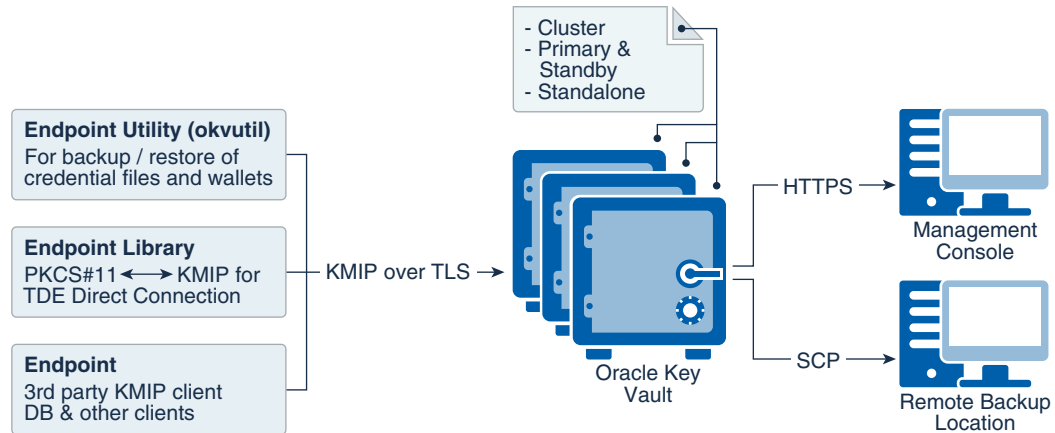 - Cluster
- Primary &
Standby
- Standalone
Endpoint Utility (okvutil)
For backup / restore of
credential files and wallets
Endpoint Library
PKCS#11 ↔ KMIP for
TDE Direct Connection
Endpoint
3rd party KMIP client
DB & other clients
KMIP over TLS
Oracle Key
Vault
HTTPS
Management
Console
SCP
Remote Backup
Location